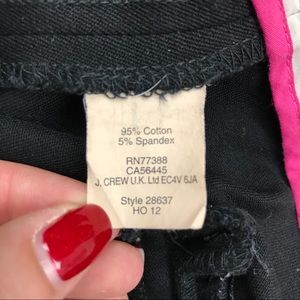 95% Cotton
5% Spandex
RN77388
CA56445
J. CREW U.K. Ltd EC4V 6JA
Style 28637
HO 12